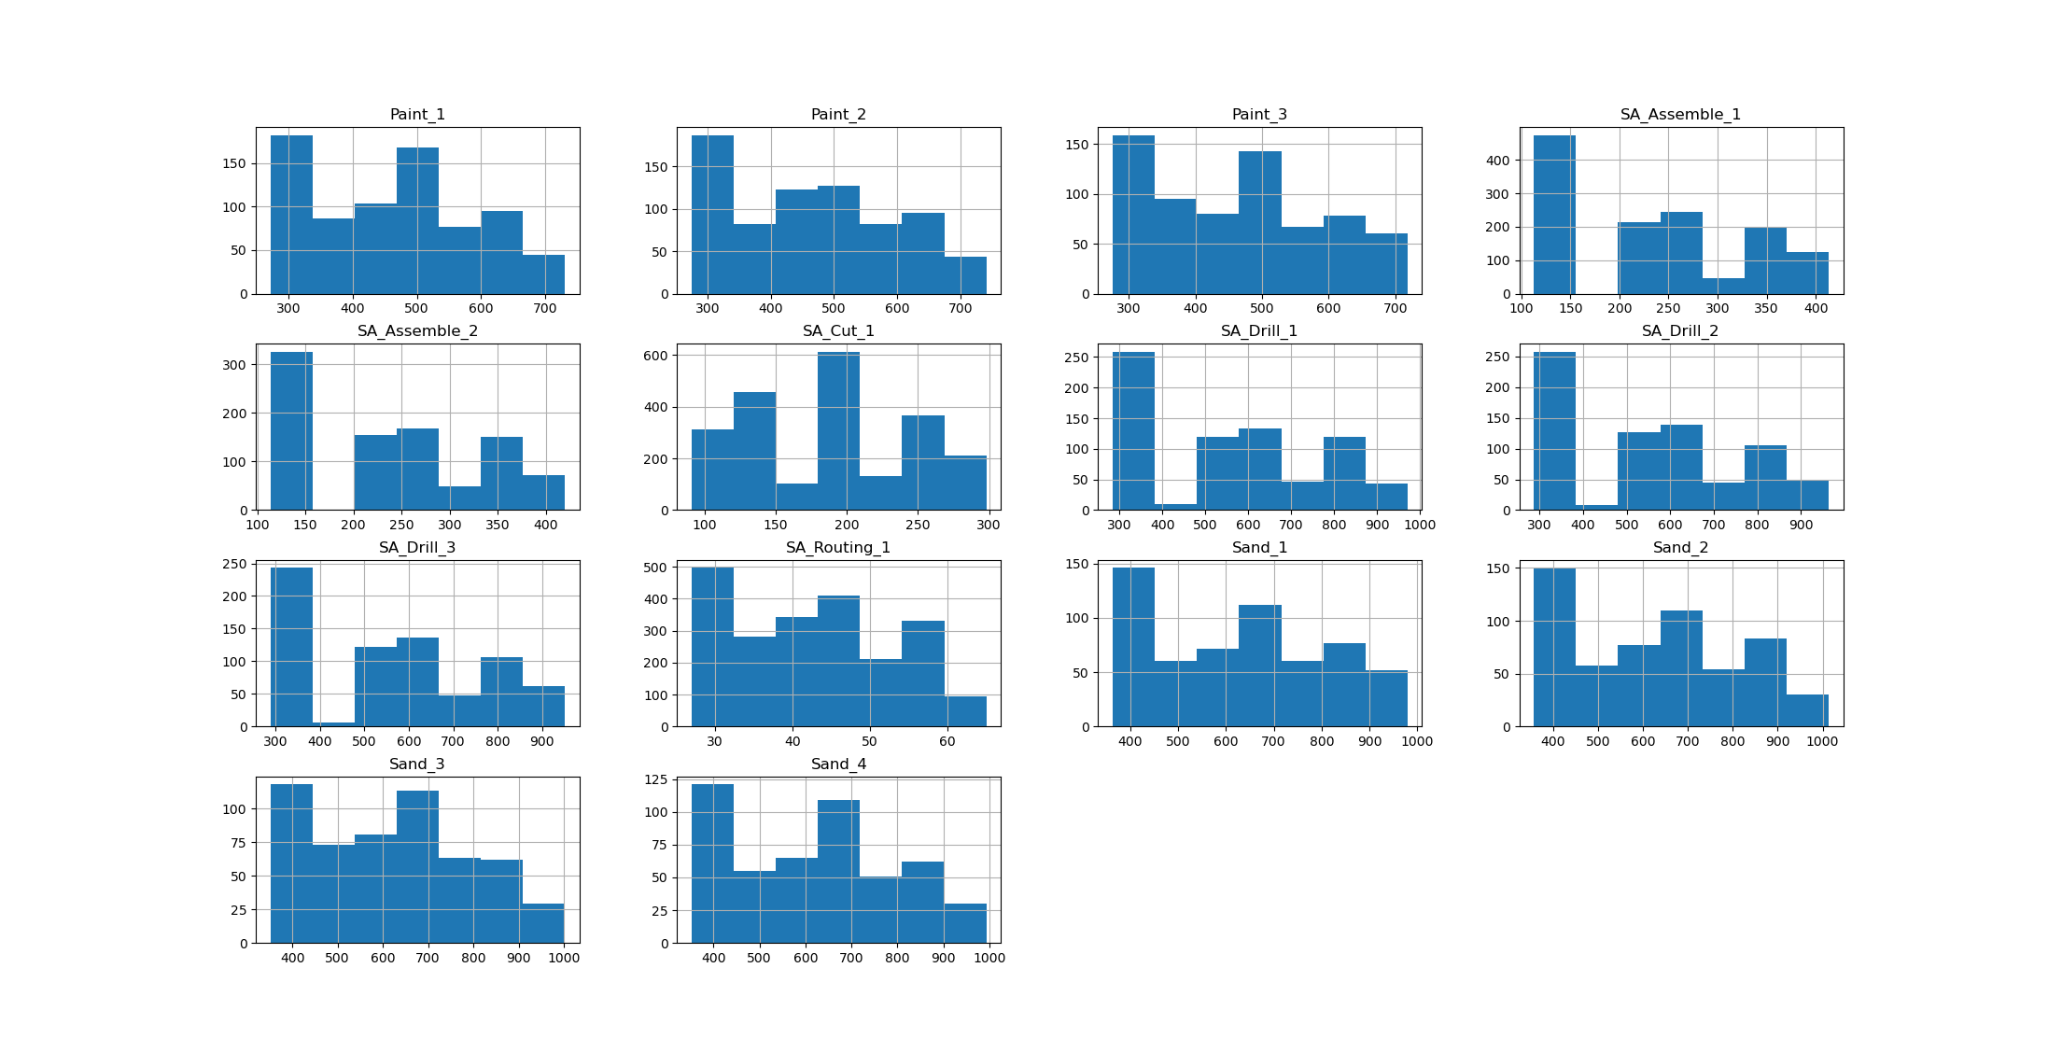 Paint_1
150
100
50
0
300 400 500 600 700
Paint_2
150
100
50
0
300 400 500 600 700
Paint_3
150
100
50
0
300 400 500 600 700
SA_Assemble_1
400
300
200
100
0
100 150 200 250 300 350 400
SA_Assemble_2
300
200
100
0
100 150 200 250 300 350 400
SA_Cut_1
600
400
200
0
100 150 200 250 300
SA_Drill_1
250
200
150
100
50
0
300 400 500 600 700 800 900 1000
SA_Drill_2
250
200
150
100
50
0
300 400 500 600 700 800 900
SA_Drill_3
250
200
150
100
50
0
300 400 500 600 700 800 900
SA_Routing_1
500
400
300
200
100
0
30 40 50 60
Sand_1
150
100
50
0
400 500 600 700 800 900 1000
Sand_2
150
100
50
0
400 500 600 700 800 900 1000
Sand_3
100
75
50
25
0
400 500 600 700 800 900 1000
Sand_4
125
100
75
50
25
0
400 500 600 700 800 900 1000